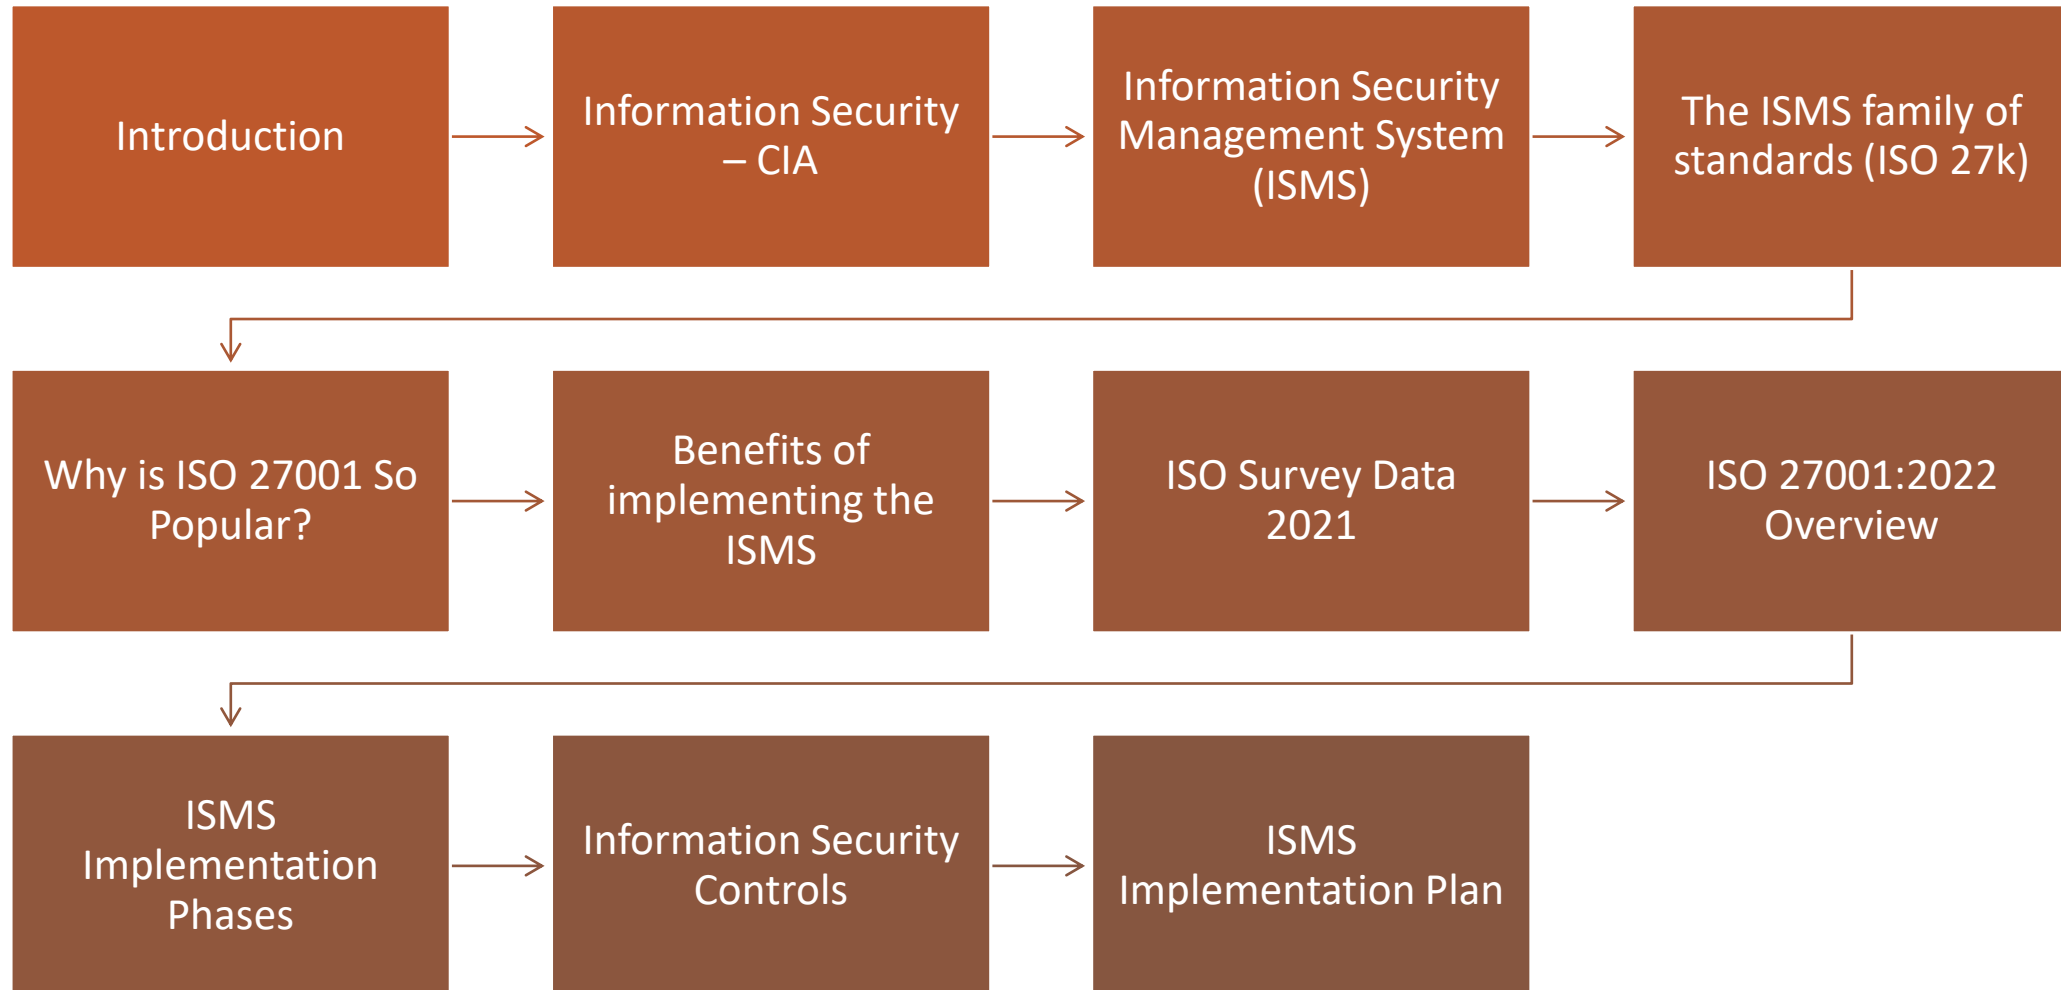 Introduction
Information Security
– CIA
Information Security
Management System
(ISMS)
The ISMS family of
standards (ISO 27k)
Why is ISO 27001 So
Popular?
Benefits of
implementing the
ISMS
ISO Survey Data
2021
ISO 27001:2022
Overview
ISMS
Implementation
Phases
Information Security
Controls
ISMS
Implementation Plan